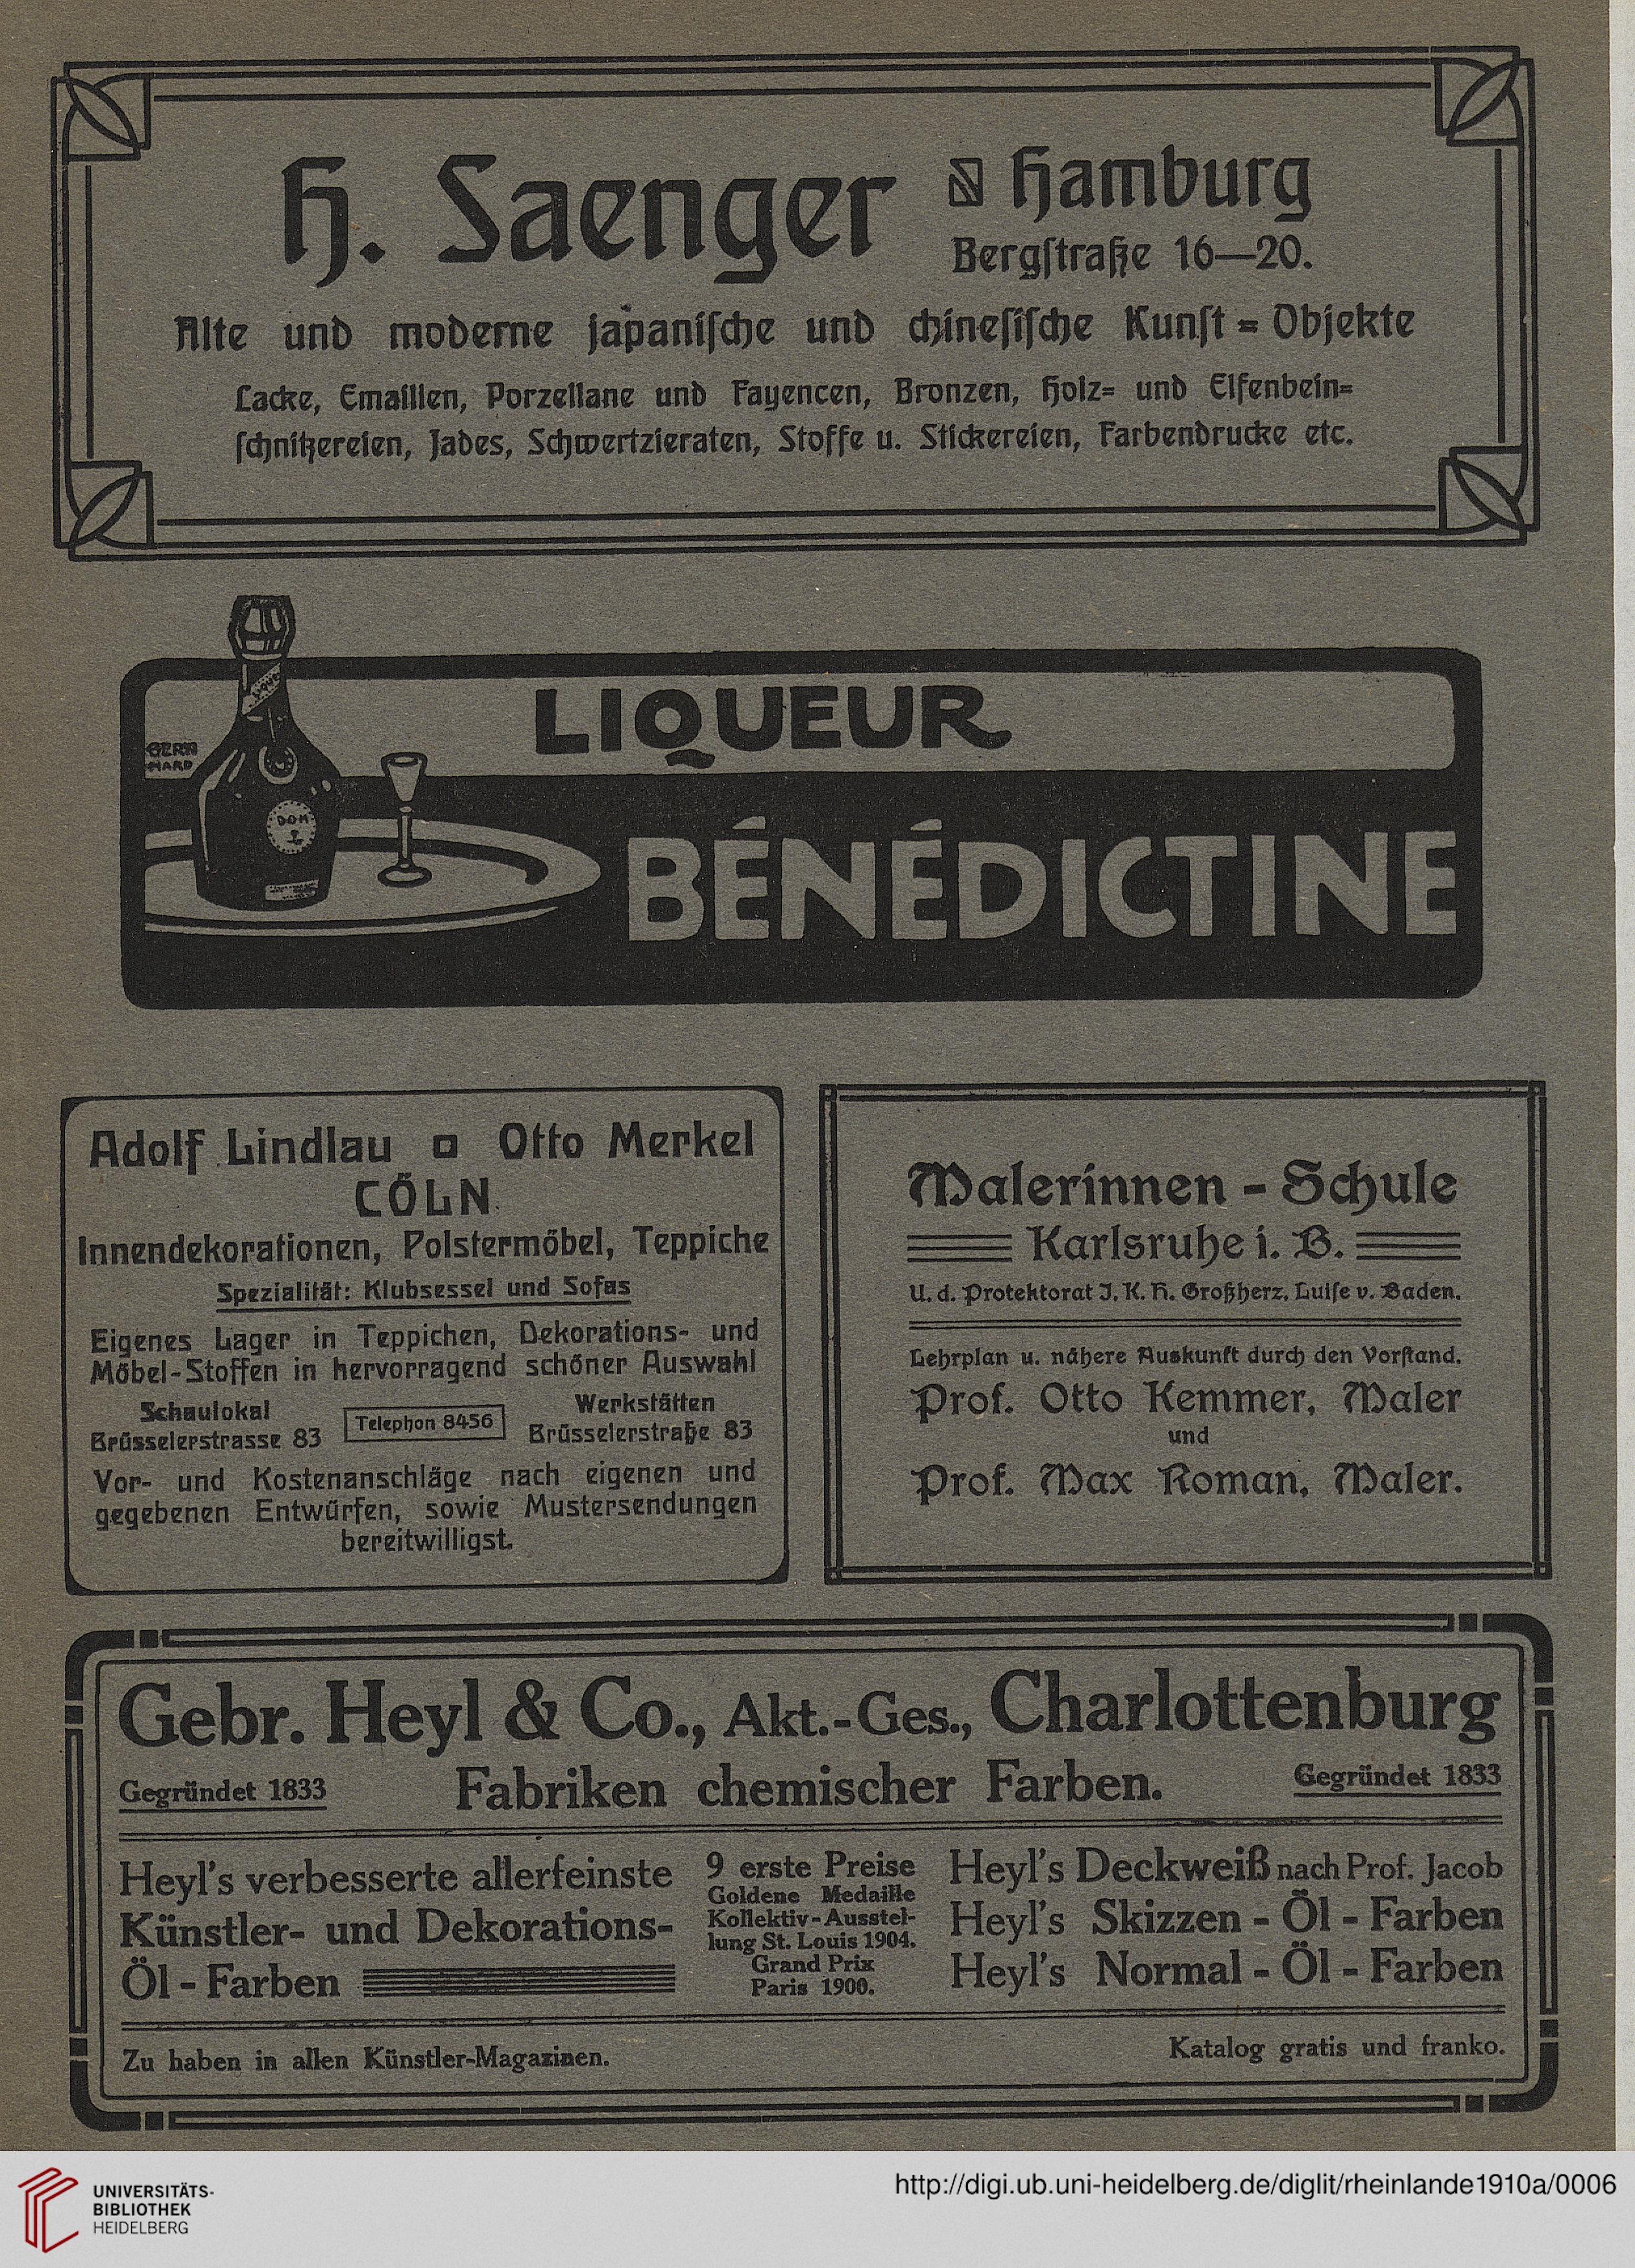 H. Saenger Hamburg
Bergſtraße 16—20.
Alte und moderne japaniſche und chineſiſche Kunſt = Objekte
Lacke, Emaillen, Porzellane und Fayencen, Bronzen, Holz= und Elfenbein=
ſchnitzereien, Jades, Schwertzieraten, Stoffe u. Stickereien, Farbendrucke etc.
LIQUEUR
BERN
HARD
DOM
BÉNÉDICTINE
Adolf Lindlau Otto Merkel
CÖLN
Innendekorationen, Polstermöbel, Teppiche
Spezialität: Klubsessel und Sofas
Eigenes Lager in Teppichen, Dekorations- und
Möbel-Stoffen in hervorragend schöner Auswahl
Schaulokal
Brüsselerstrasse 83
Telephon 8456
Werkstätten
Brüsselerstraße 83
Vor- und Kostenanschläge nach eigenen und
gegebenen Entwürfen, sowie Mustersendungen
bereitwilligst.
Malerinnen - Schule
Karlsruhe i. B.
U. d. Protektorat J. K. H. Großherz. Luiſe v. Baden.
Lehrplan u. nähere Auskunft durch den Vorſtand.
Prof. Otto Kemmer, Maler
und
Prof. Max Roman, Maler.
Gebr. Heyl & Co., Akt.-Ges., Charlottenburg
Gegründet 1833 Fabriken chemischer Farben. Gegründet 1833
Heyl's verbesserte allerfeinste
Künstler- und Dekorations-
Öl - Farben
9 erste Preise
Goldene Medaille
Kollektiv-Ausstel-
lung St. Louis 1904.
Grand Prix
Paris 1900.
Heyl's Deckweiß nach Prof. Jacob
Heyl's Skizzen - Öl - Farben
Heyl's Normal - Öl - Farben
Zu haben in allen Künstler-Magazinen. Katalog gratis und franko.
UNIVERSITÄTS-
BIBLIOTHEK
HEIDELBERG
http://digi.ub.uni-heidelberg.de/diglit/rheinlande1910a/0006